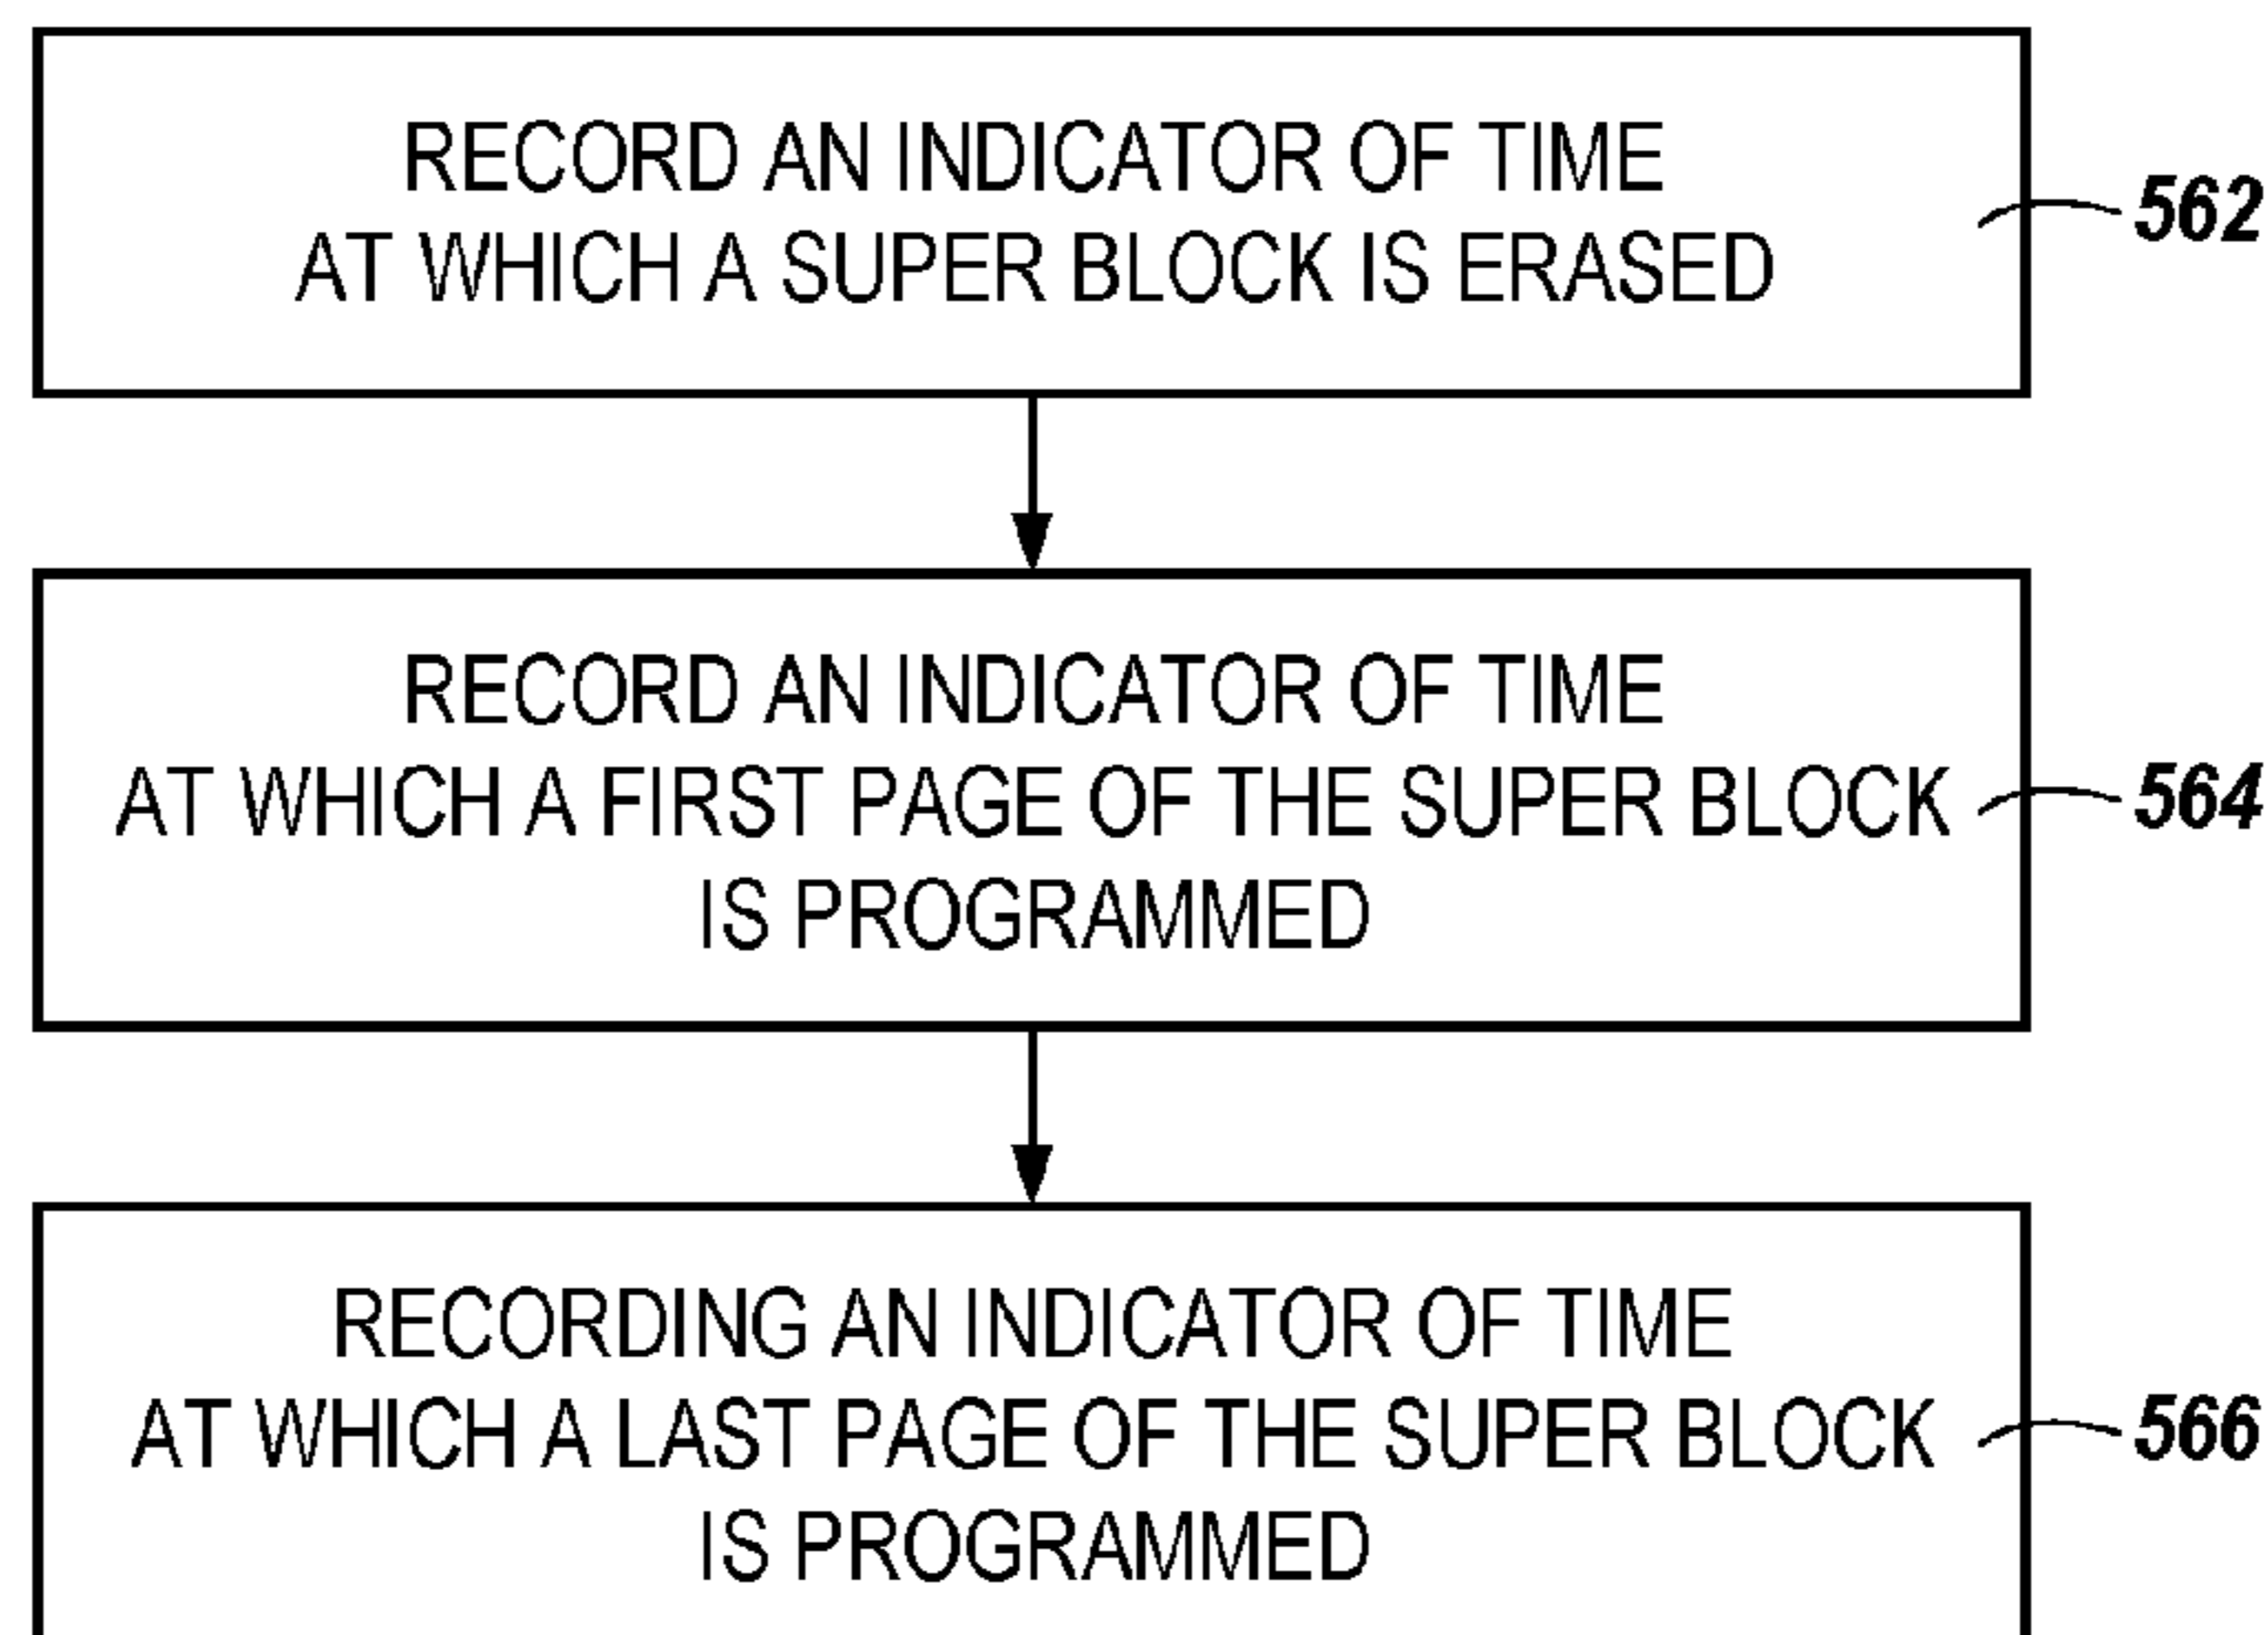 RECORD AN INDICATOR OF TIME
AT WHICH A SUPER BLOCK IS ERASED
562
RECORD AN INDICATOR OF TIME
AT WHICH A FIRST PAGE OF THE SUPER BLOCK
564
IS PROGRAMMED
RECORDING AN INDICATOR OF TIME
AT WHICH A LAST PAGE OF THE SUPER BLOCK
566
IS PROGRAMMED